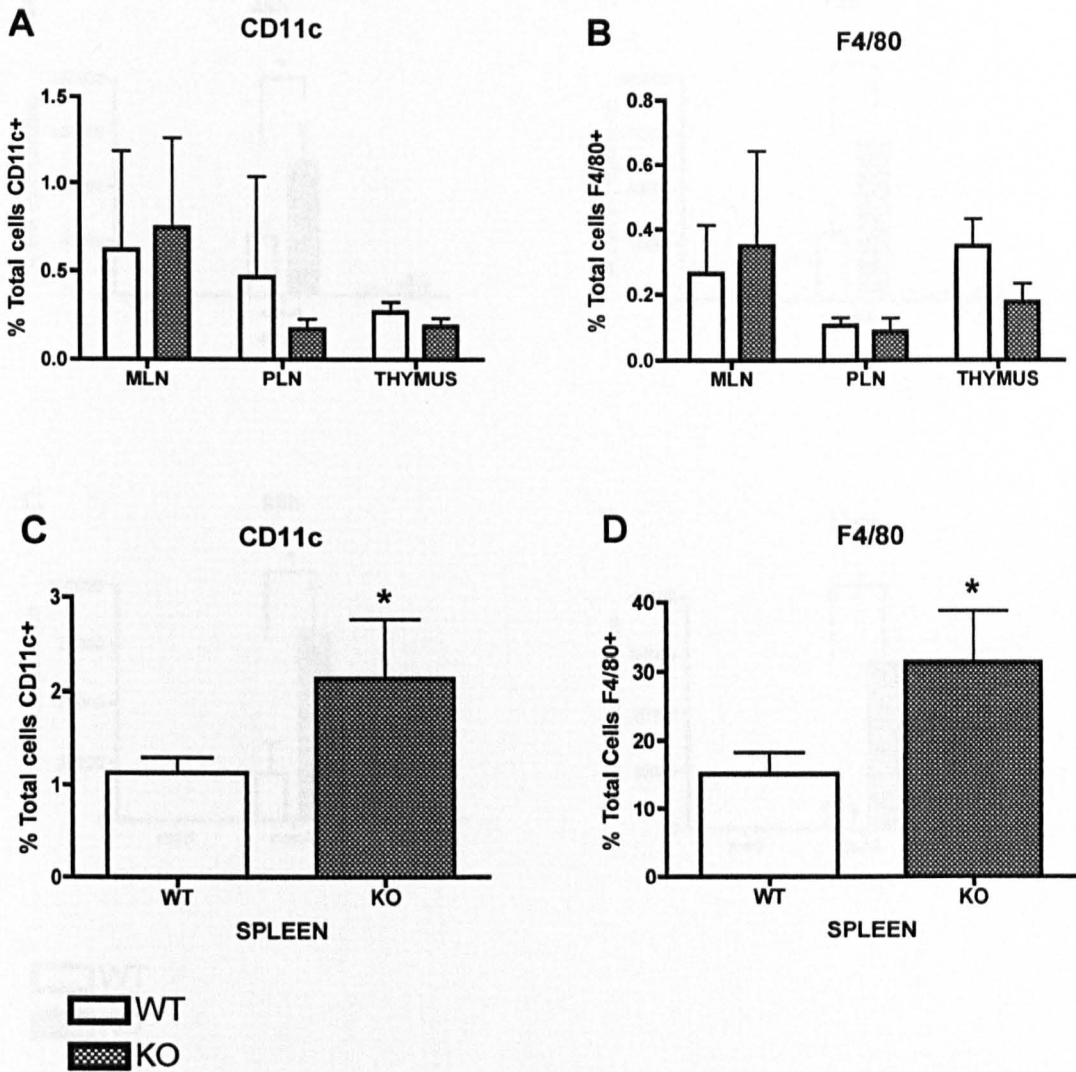 A
CD11c
% Total cells CD11c+
1.5
1.0
0.5
0.0
MLN PLN THYMUS
B
F4/80
% Total cells F4/80+
0.8
0.6
0.4
0.2
0.0
MLN PLN THYMUS
C
CD11c
% Total cells CD11c+
3
2
1
0
*
WT KO
SPLEEN
D
F4/80
% Total Cells F4/80+
40
30
20
10
0
*
WT KO
SPLEEN
WT
KO